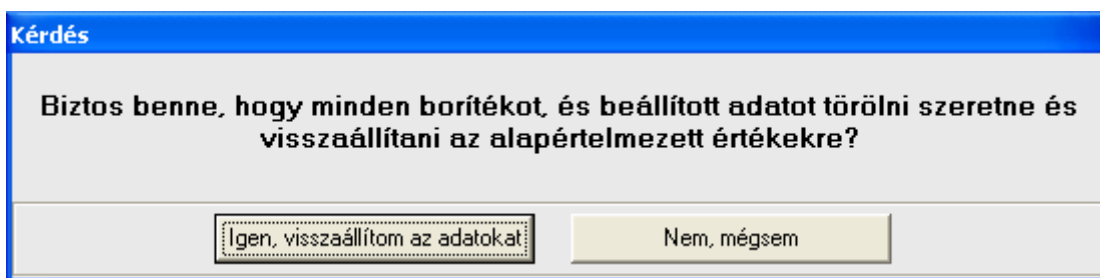 Kérdés
Biztos benne, hogy minden borítékot, és beállított adatot törölni szeretne és
visszaállítani az alapértelmezett értékekre?
Igen, visszaállítom az adatokat
Nem, mégsem